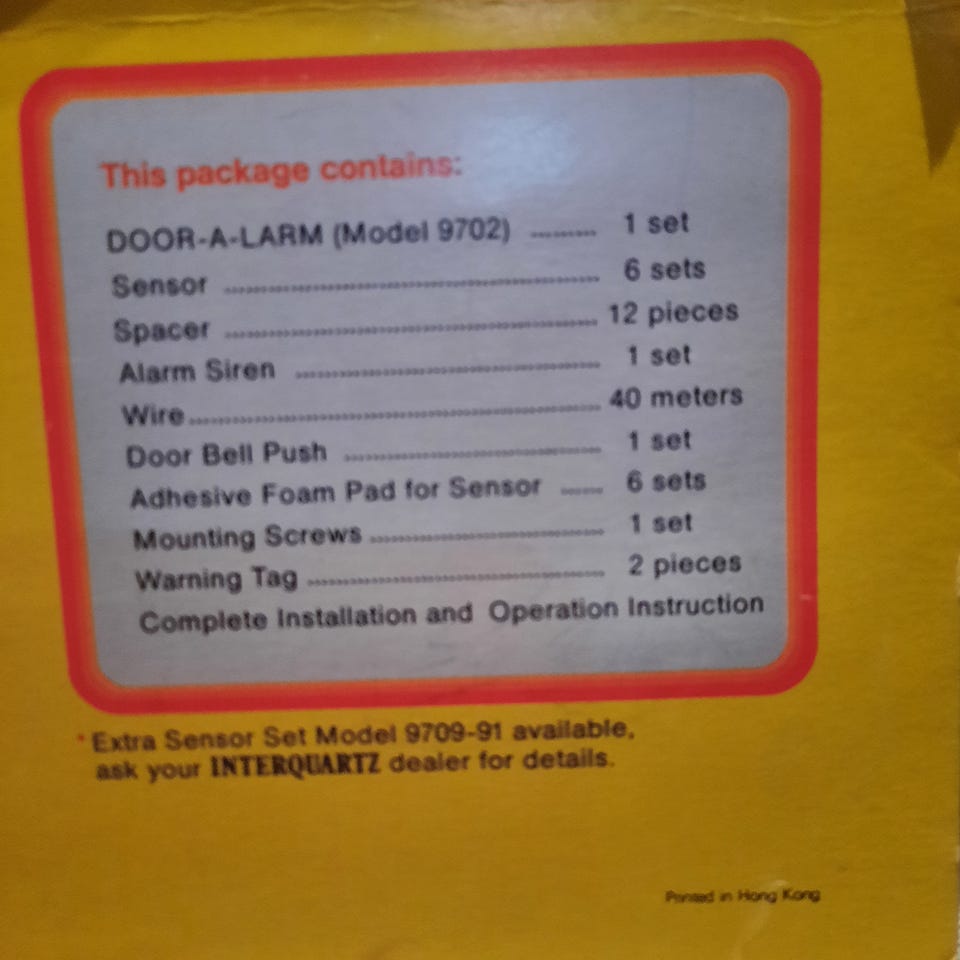 This package contains:
DOOR-A-LARM (Model 9702) ......... 1 set
Sensor ............................................. 6 sets
Spacer ............................................. 12 pieces
Alarm Siren .................................... 1 set
Wire ................................................. 40 meters
Door Bell Push .............................. 1 set
Adhesive Foam Pad for Sensor ...... 6 sets
Mounting Screws ........................... 1 set
Warning Tag ................................... 2 pieces
Complete Installation and Operation Instruction
* Extra Sensor Set Model 9709-91 available,
ask your INTERQUARTZ dealer for details.
Printed in Hong Kong